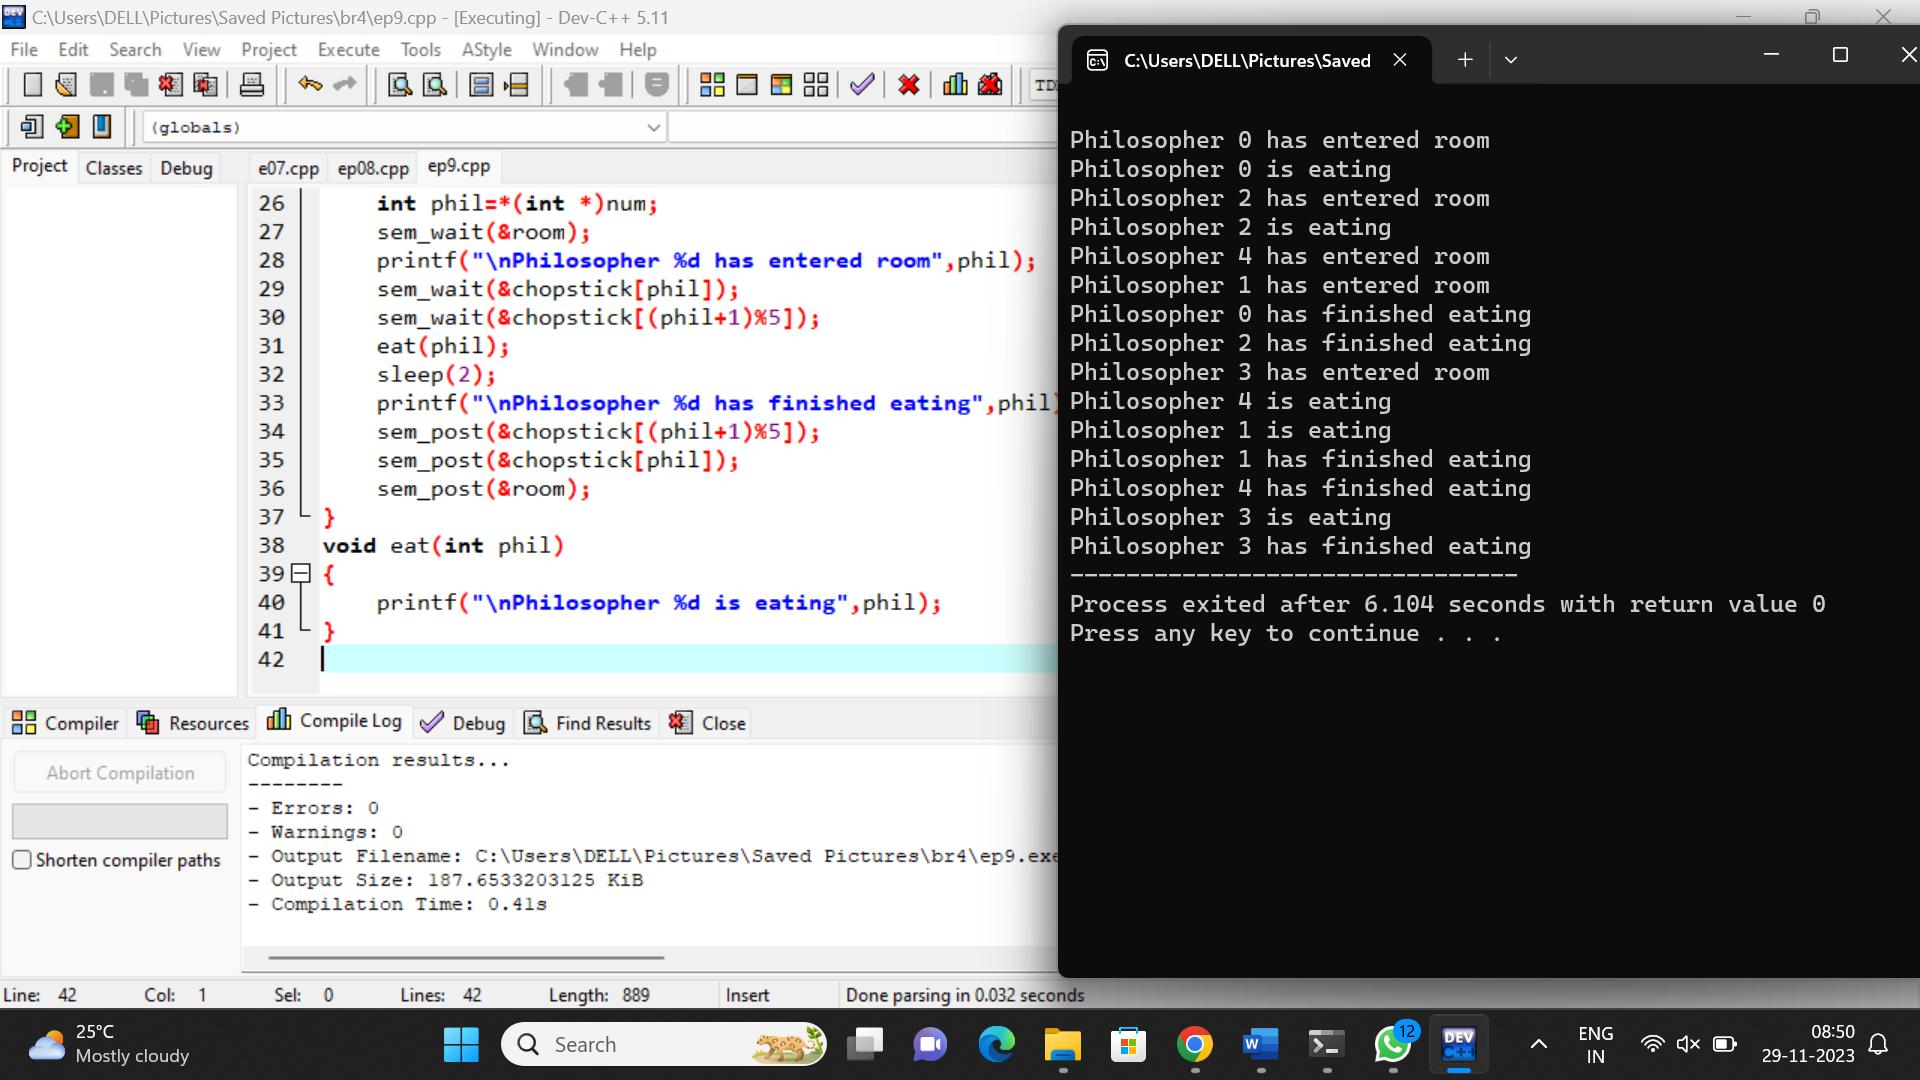 C:\Users\DELL\Pictures\Saved Pictures\br4\ep9.cpp - [Executing] - Dev-C++ 5.11
File Edit Search View Project Execute Tools AStyle Window Help
(globals)
Project Classes Debug
e07.cpp ep08.cpp ep9.cpp
26 int phil=*(int *)num;
27 sem_wait(&room);
28 printf("\nPhilosopher %d has entered room",phil);
29 sem_wait(&chopstick[phil]);
30 sem_wait(&chopstick[(phil+1)%5]);
31 eat(phil);
32 sleep(2);
33 printf("\nPhilosopher %d has finished eating",phil)
34 sem_post(&chopstick[(phil+1)%5]);
35 sem_post(&chopstick[phil]);
36 sem_post(&room);
37 }
38 void eat(int phil)
39 {
40 printf("\nPhilosopher %d is eating",phil);
41 }
42
Compiler Resources Compile Log Debug Find Results Close
Abort Compilation
Shorten compiler paths
Compilation results...
--------
- Errors: 0
- Warnings: 0
- Output Filename: C:\Users\DELL\Pictures\Saved Pictures\br4\ep9.exe
- Output Size: 187.6533203125 KiB
- Compilation Time: 0.41s
Line: 42 Col: 1 Sel: 0 Lines: 42 Length: 889 Insert Done parsing in 0.032 seconds
C:\Users\DELL\Pictures\Saved
Philosopher 0 has entered room
Philosopher 0 is eating
Philosopher 2 has entered room
Philosopher 2 is eating
Philosopher 4 has entered room
Philosopher 1 has entered room
Philosopher 0 has finished eating
Philosopher 2 has finished eating
Philosopher 3 has entered room
Philosopher 4 is eating
Philosopher 1 is eating
Philosopher 1 has finished eating
Philosopher 4 has finished eating
Philosopher 3 is eating
Philosopher 3 has finished eating
--------------------------------
Process exited after 6.104 seconds with return value 0
Press any key to continue . . .
25°C
Mostly cloudy
Search
12
DEV
C++
ENG
IN
08:50
29-11-2023